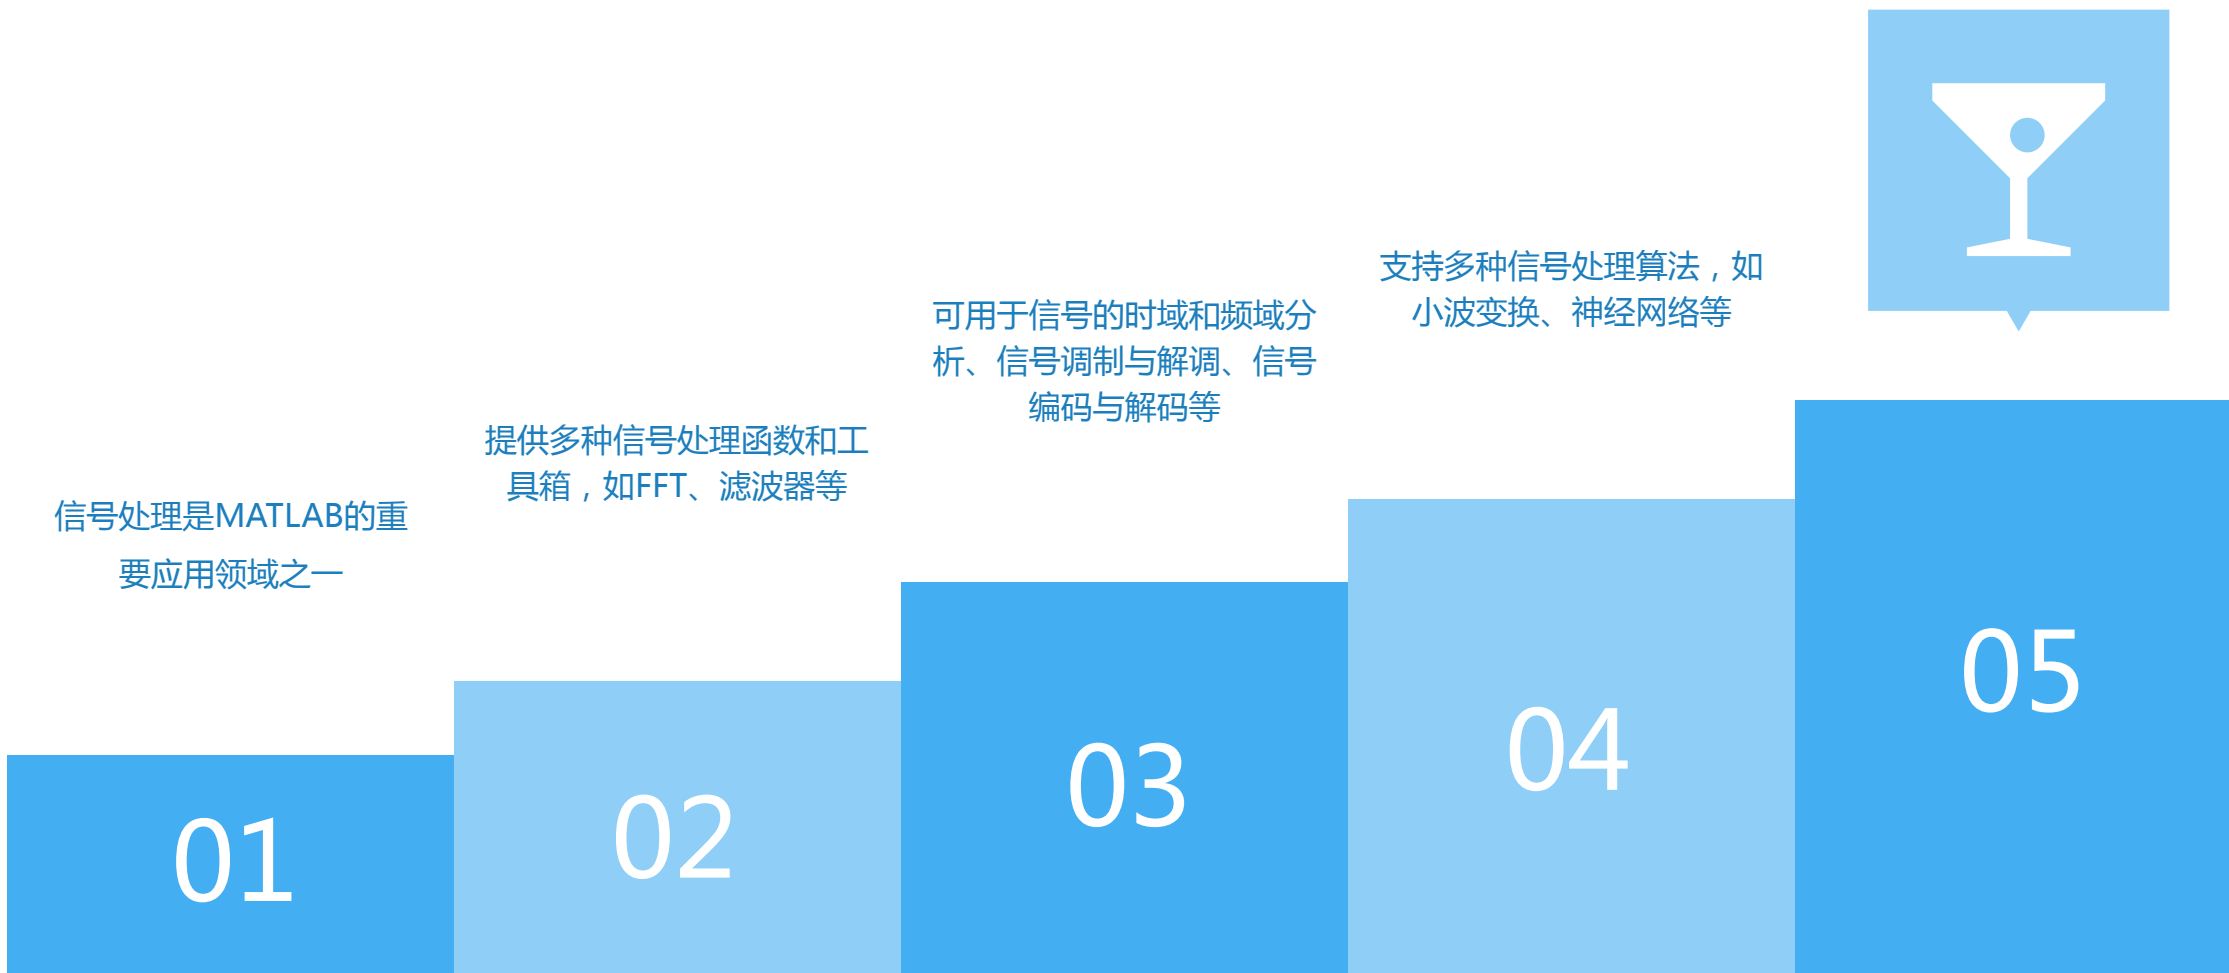 信号处理是MATLAB的重
要应用领域之一
提供多种信号处理函数和工
具箱，如FFT、滤波器等
可用于信号的时域和频域分
析、信号调制与解调、信号
编码与解码等
支持多种信号处理算法，如
小波变换、神经网络等
01
02
03
04
05